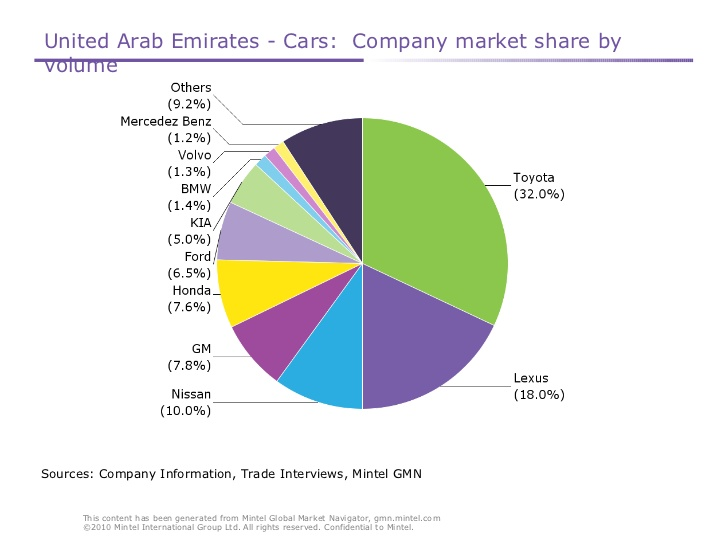 United Arab Emirates - Cars:  Company market share by
volume
Others
(9.2%)
Mercedez Benz
(1.2%)
Volvo
(1.3%)
BMW
(1.4%)
KIA
(5.0%)
Ford
(6.5%)
Honda
(7.6%)
GM
(7.8%)
Nissan
(10.0%)
Toyota
(32.0%)
Lexus
(18.0%)
Sources: Company Information, Trade Interviews, Mintel GMN
This content has been generated from Mintel Global Market Navigator, gmn.mintel.com
©2010 Mintel International Group Ltd. All rights reserved. Confidential to Mintel.